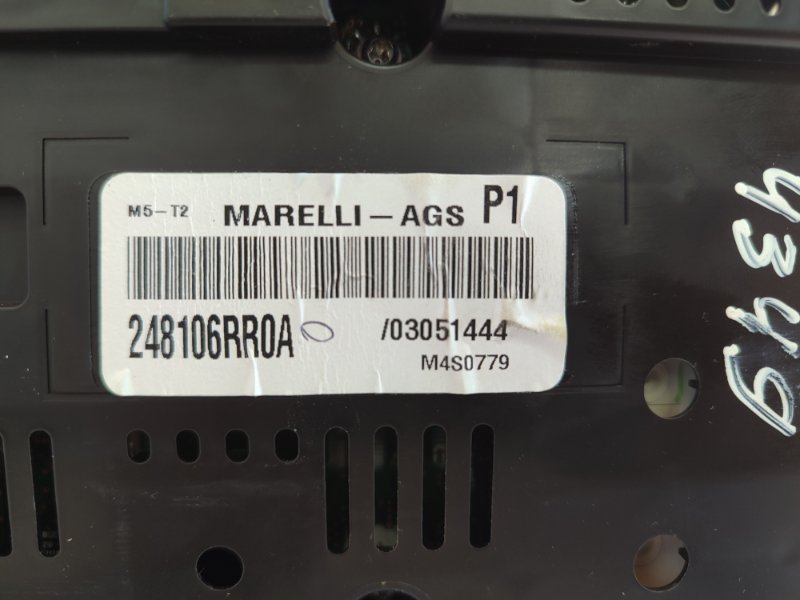 M5-T2 MARELLI-AGS P1
248106RR0A /03051444
M4S0779
4349